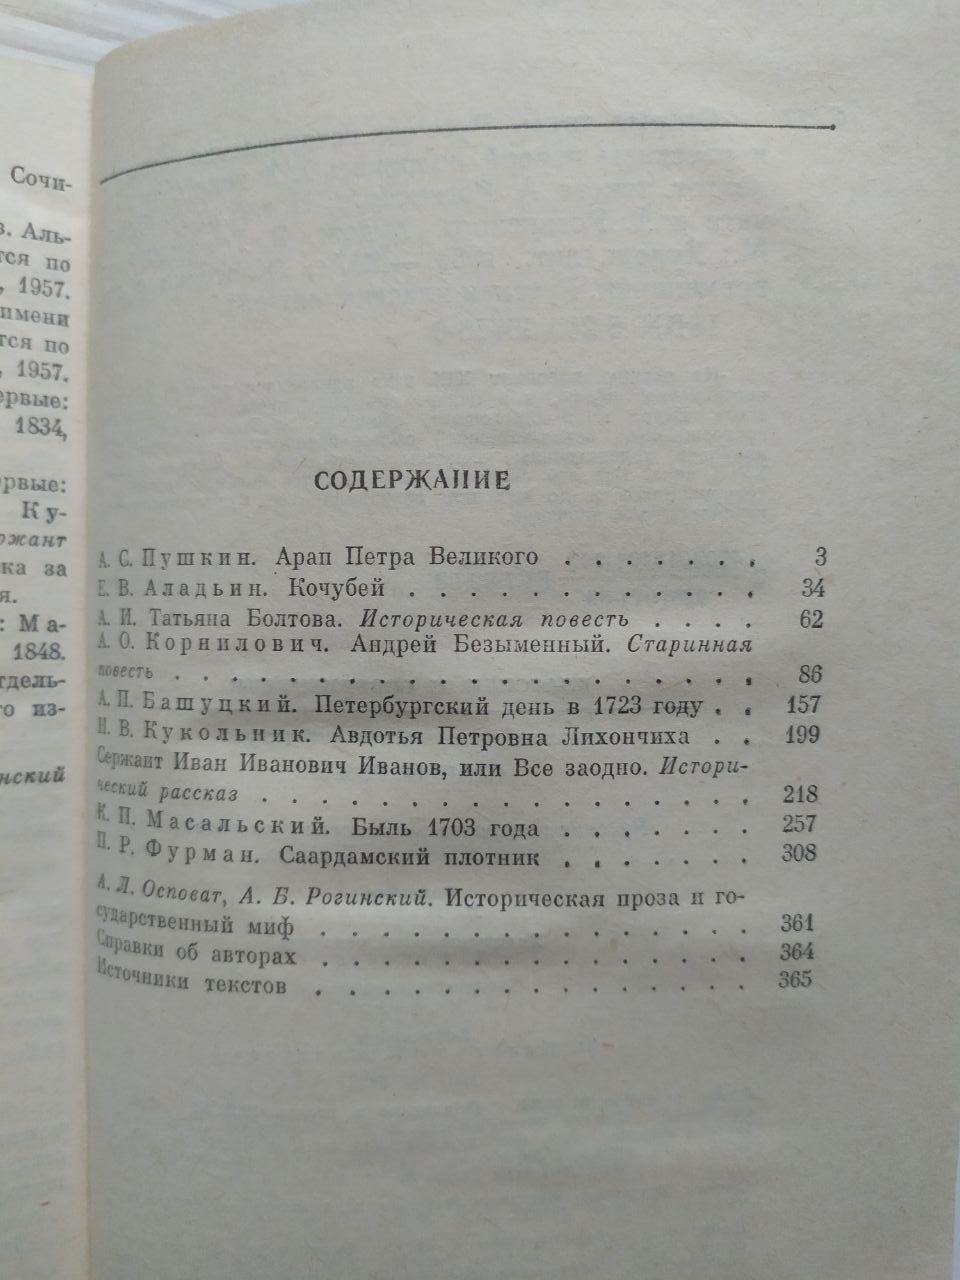 Сочи-
в. Аль-
тся по
, 1957.
имени
тся по
, 1957.
ервые:
1834,
ервые:
Ку-
ржант
ка за
я.
: Ма-
1848.
тдель-
го из-
нский
СОДЕРЖАНИЕ
А. С. Пушкин. Арап Петра Великого . . . . . . . 3
Е. В. Аладьин. Кочубей . . . . . . . . . . . . 34
А. И. Татьяна Болтова. Историческая повесть . . . . 62
А. О. Корнилович. Андрей Безыменный. Старинная
повесть . . . . . . . . . . . . . . . . . . . 86
А. П. Башуцкий. Петербургский день в 1723 году . . 157
Н. В. Кукольник. Авдотья Петровна Лихончиха . . 199
Сержант Иван Иванович Иванов, или Все заодно. Истори-
ческий рассказ . . . . . . . . . . . . . . . . 218
К. П. Масальский. Быль 1703 года . . . . . . . 257
П. Р. Фурман. Саардамский плотник . . . . . . . 308
А. Л. Осповат, А. Б. Рогинский. Историческая проза и го-
сударственный миф . . . . . . . . . . . . . . . 361
Справки об авторах . . . . . . . . . . . . . . . 364
Источники текстов . . . . . . . . . . . . . . . 365